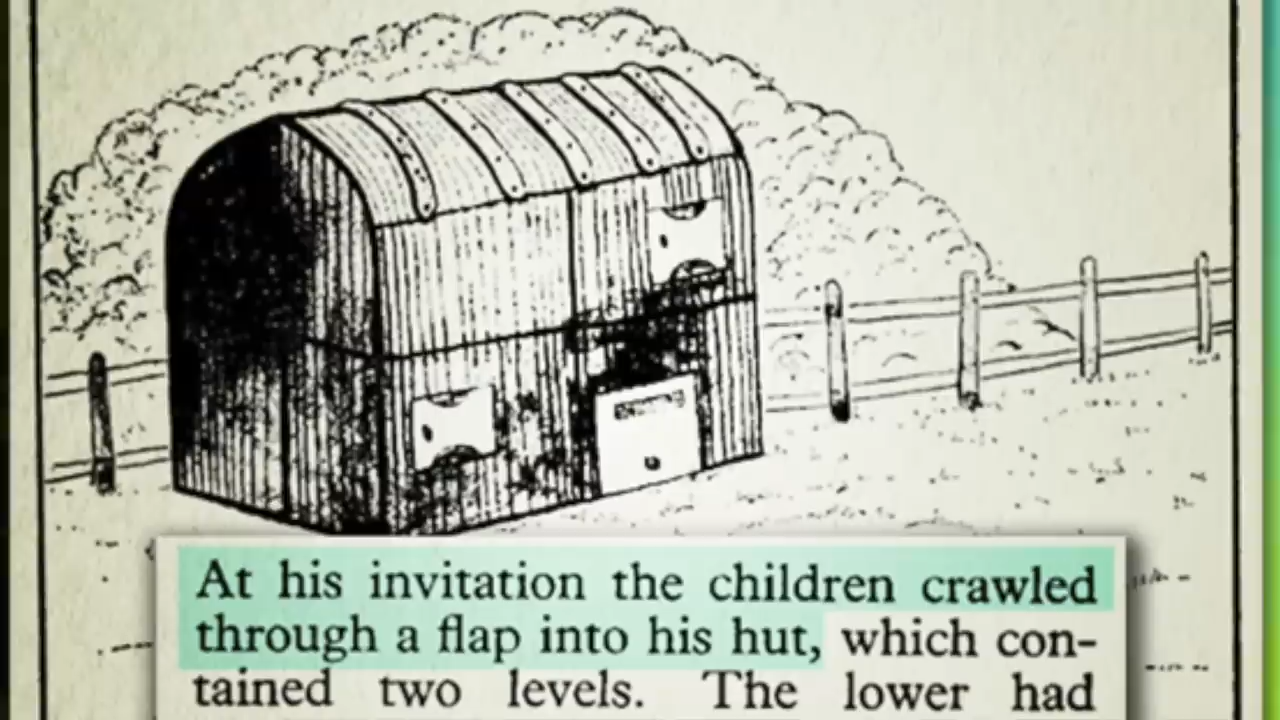 At his invitation the children crawled
through a flap into his hut, which con-
tained two levels. The lower had